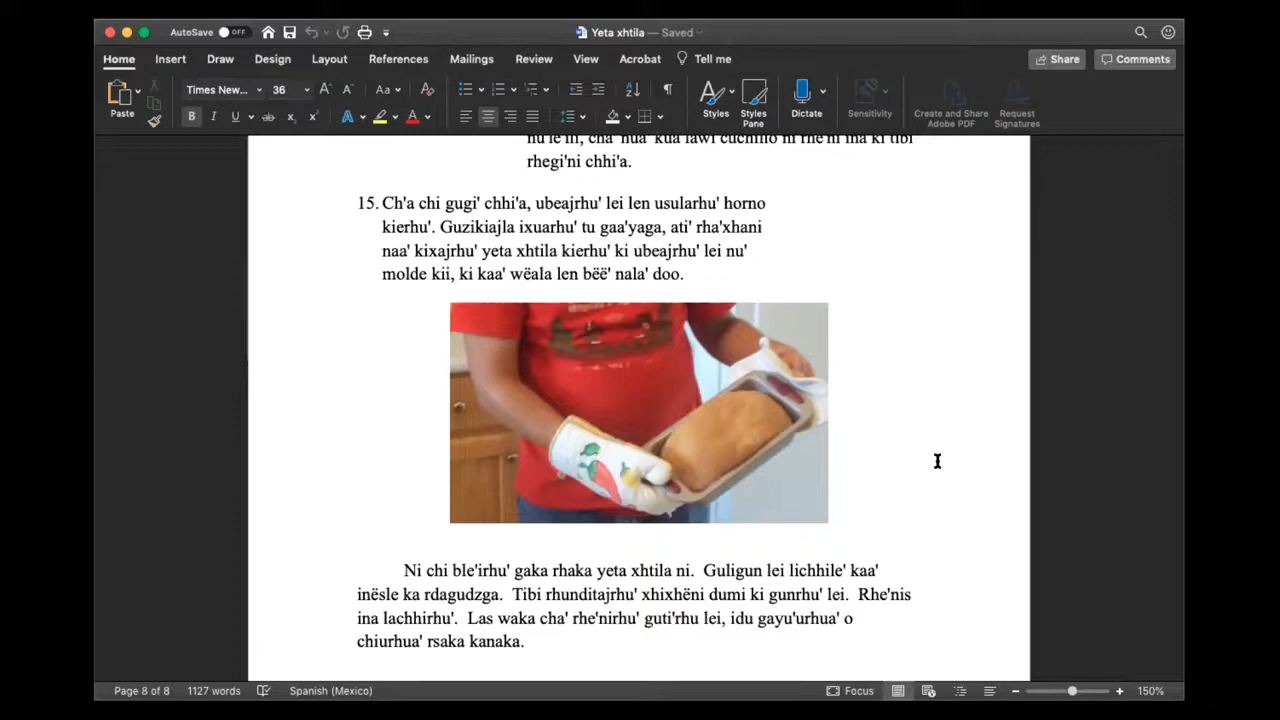 AutoSave OFF
Yeta xhtila — Saved
Home Insert Draw Design Layout References Mailings Review View Acrobat Tell me Share Comments
Times New... 36
Paste
Styles
Styles Pane
Dictate
Sensitivity
Create and Share Adobe PDF
Request Signatures
rhegi'ni chhi'a.
15. Ch'a chi gugi' chhi'a, ubeajrhu' lei len usularhu' horno
kierhu'. Guzikiajla ixuarhu' tu gaa'yaga, ati' rha'xhani
naa' kixajrhu' yeta xhtila kierhu' ki ubeajrhu' lei nu'
molde kii, ki kaa' wëala len bëë' nala' doo.
Ni chi ble'irhu' gaka rhaka yeta xhtila ni. Guligun lei lichhile' kaa'
inësle ka rdagudzga. Tibi rhunditajrhu' xhixhëni dumi ki gunrhu' lei. Rhe'nis
ina lachhirhu'. Las waka cha' rhe'nirhu' guti'rhu lei, idu gayu'urhua' o
chiurhua' rsaka kanaka.
Page 8 of 8 1127 words Spanish (Mexico) Focus 150%